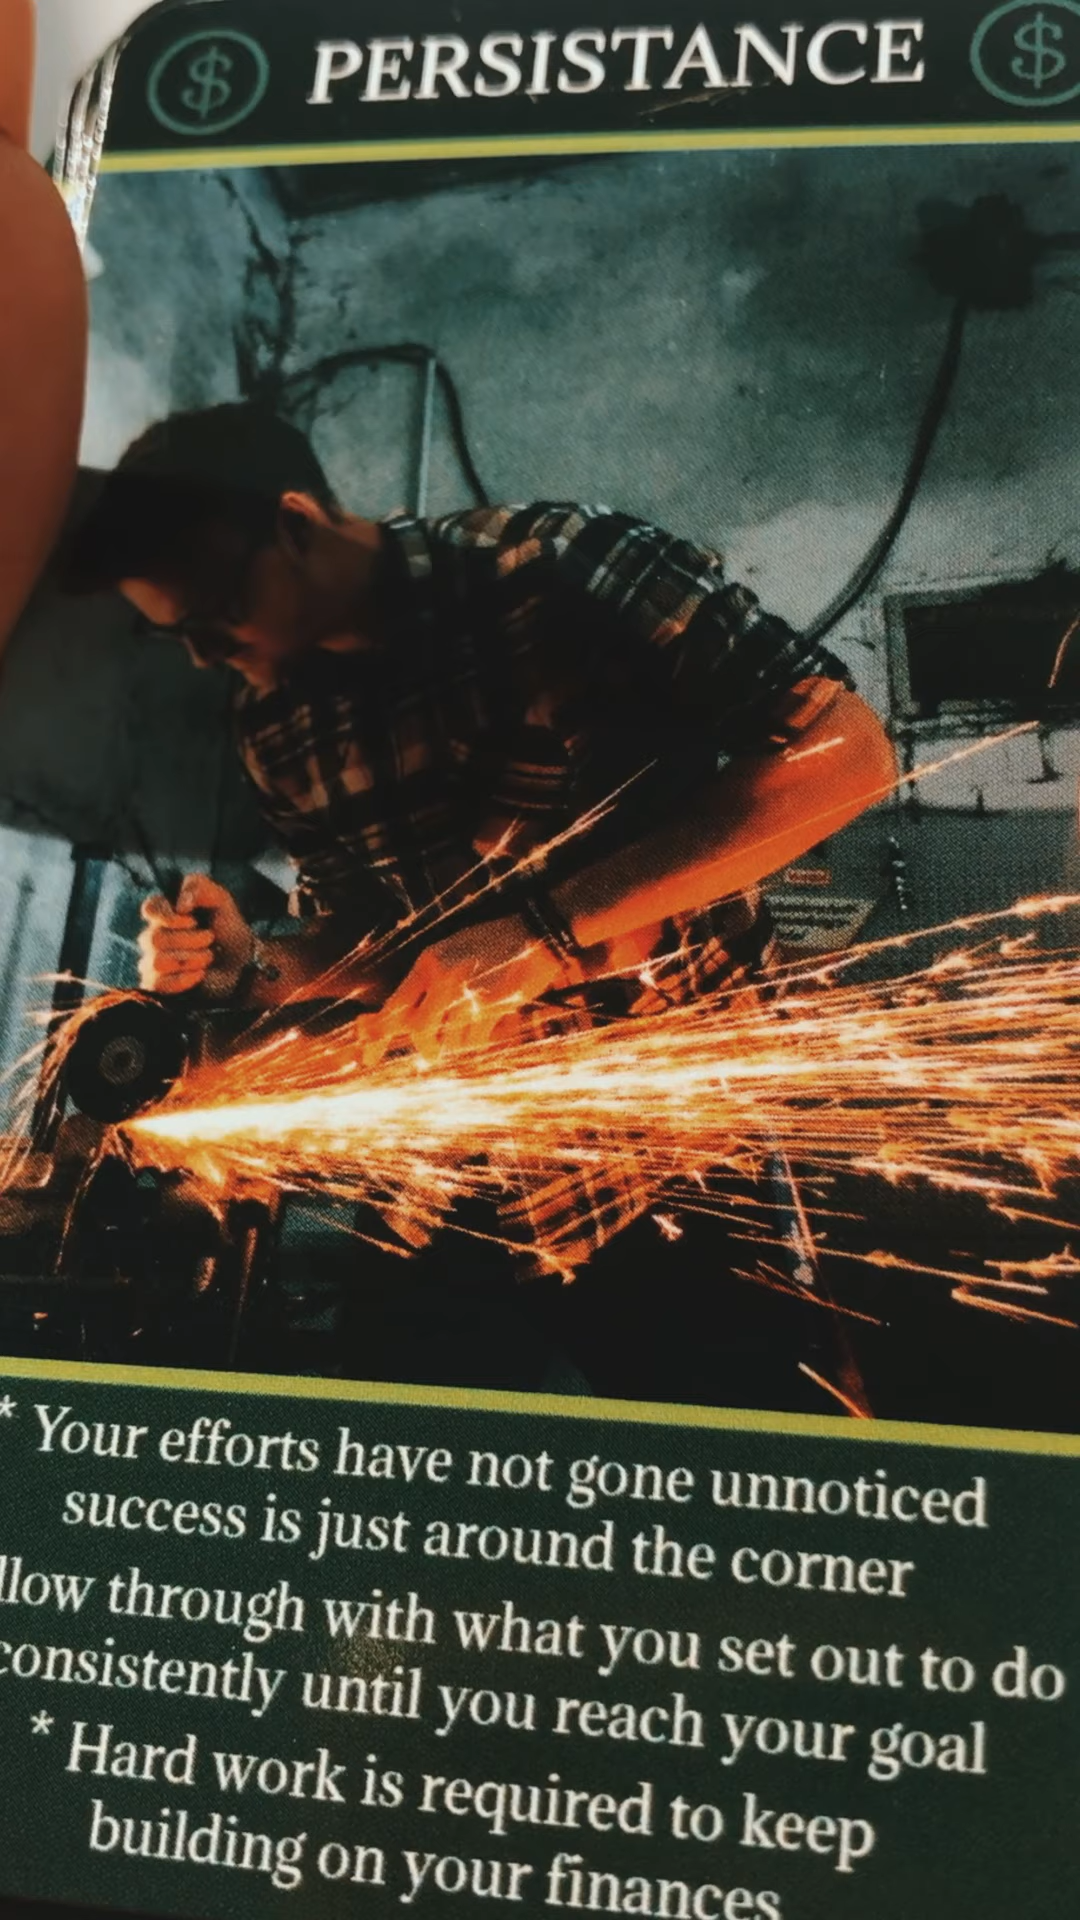 $ PERSISTANCE $
* Your efforts have not gone unnoticed
success is just around the corner
llow through with what you set out to do
consistently until you reach your goal
* Hard work is required to keep
building on your finances